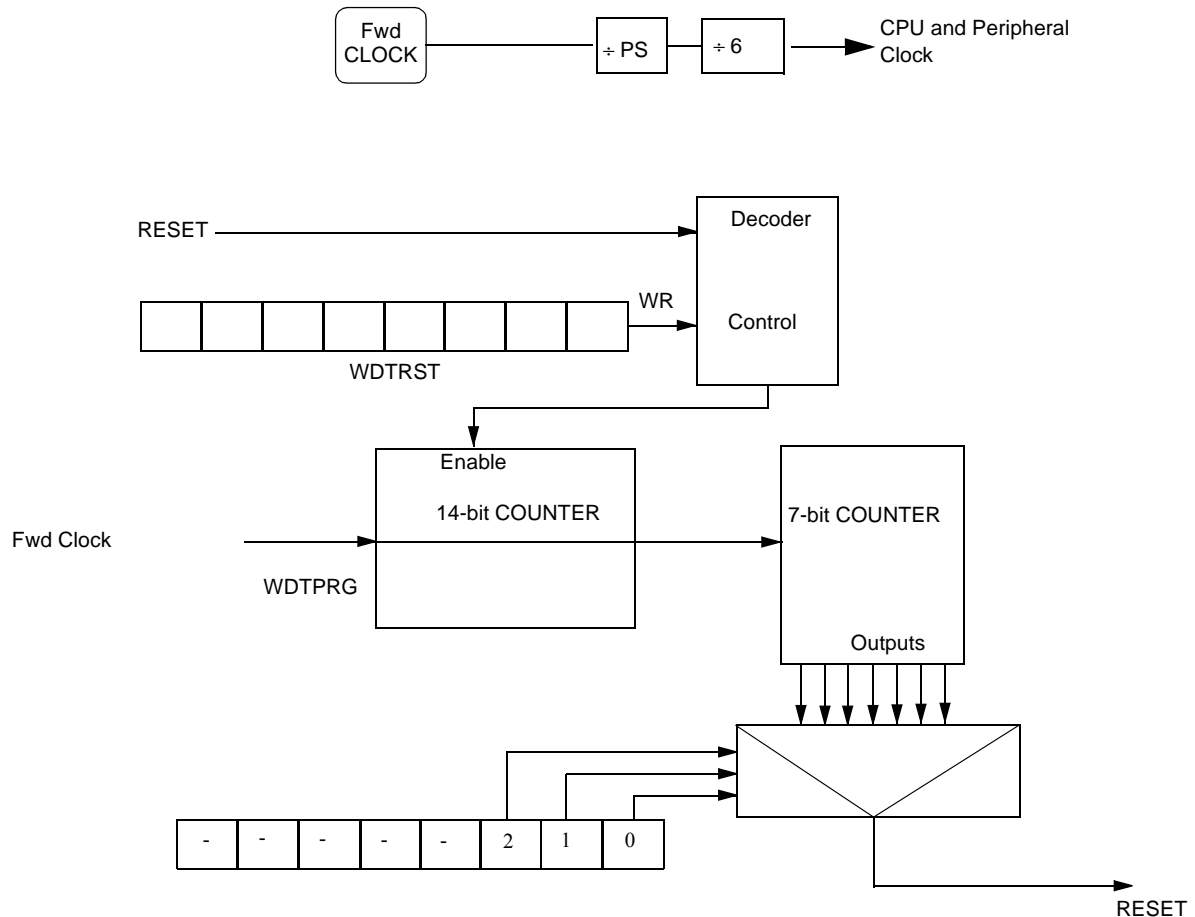 Fwd
CLOCK
÷ PS
÷ 6
CPU and Peripheral
Clock
RESET
Decoder
WR
Control
WDTRST
Enable
14-bit COUNTER
7-bit COUNTER
Fwd Clock
WDTPRG
Outputs
- - - - - 2 1 0
RESET